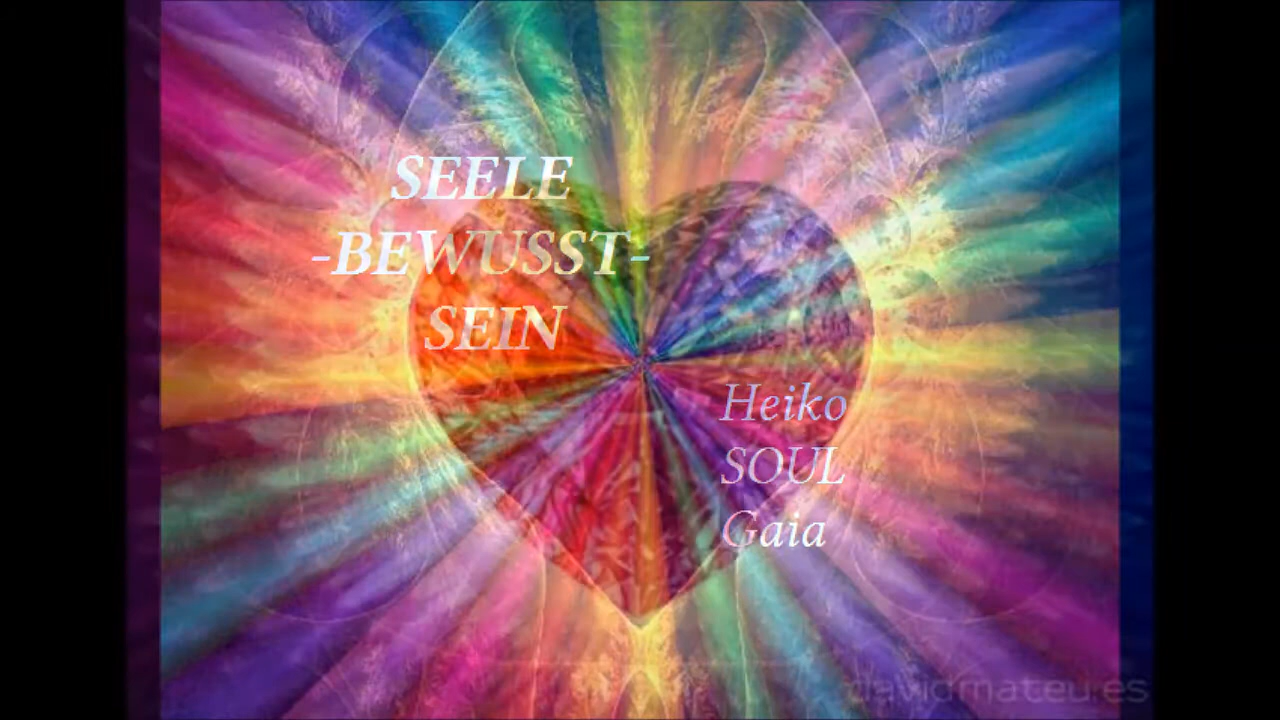 SEELE
-BEWUSST-
SEIN
Heiko
SOUL
Gaia
davidmateu.es